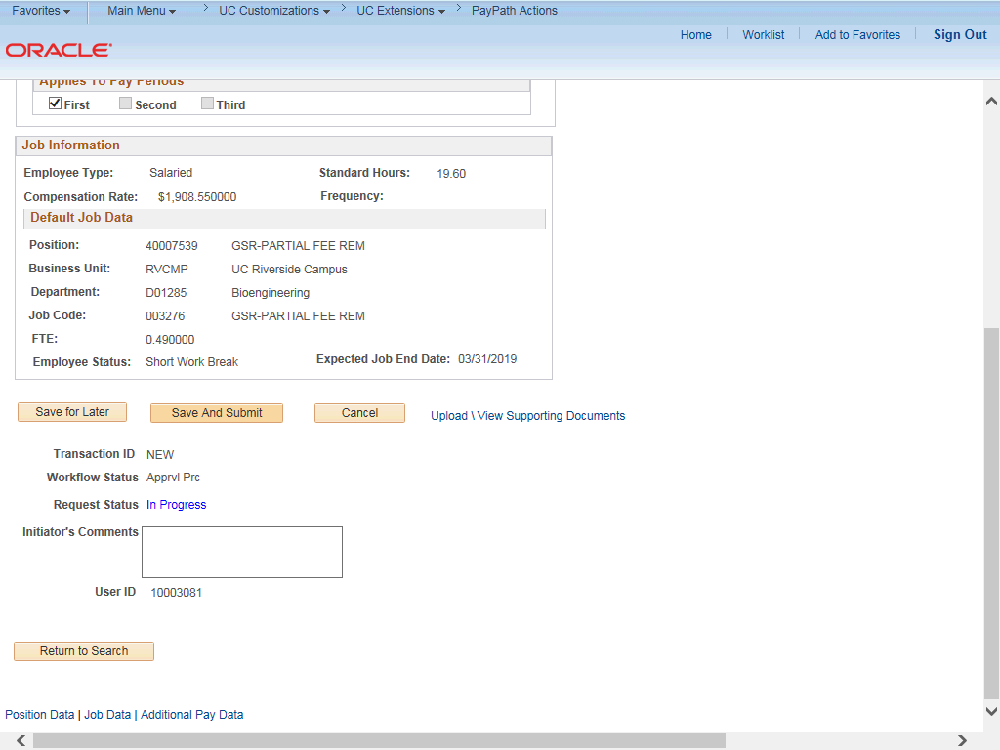 Favorites Main Menu > UC Customizations > UC Extensions > PayPath Actions
Home Worklist Add to Favorites Sign Out
ORACLE
Applies To Pay Periods
First Second Third
Job Information
Employee Type: Salaried Standard Hours: 19.60
Compensation Rate: $1,908.550000 Frequency:
Default Job Data
Position: 40007539 GSR-PARTIAL FEE REM
Business Unit: RVCMP UC Riverside Campus
Department: D01285 Bioengineering
Job Code: 003276 GSR-PARTIAL FEE REM
FTE: 0.490000
Employee Status: Short Work Break Expected Job End Date: 03/31/2019
Save for Later Save And Submit Cancel Upload \ View Supporting Documents
Transaction ID NEW
Workflow Status Apprvl Prc
Request Status In Progress
Initiator's Comments
User ID 10003081
Return to Search
Position Data | Job Data | Additional Pay Data